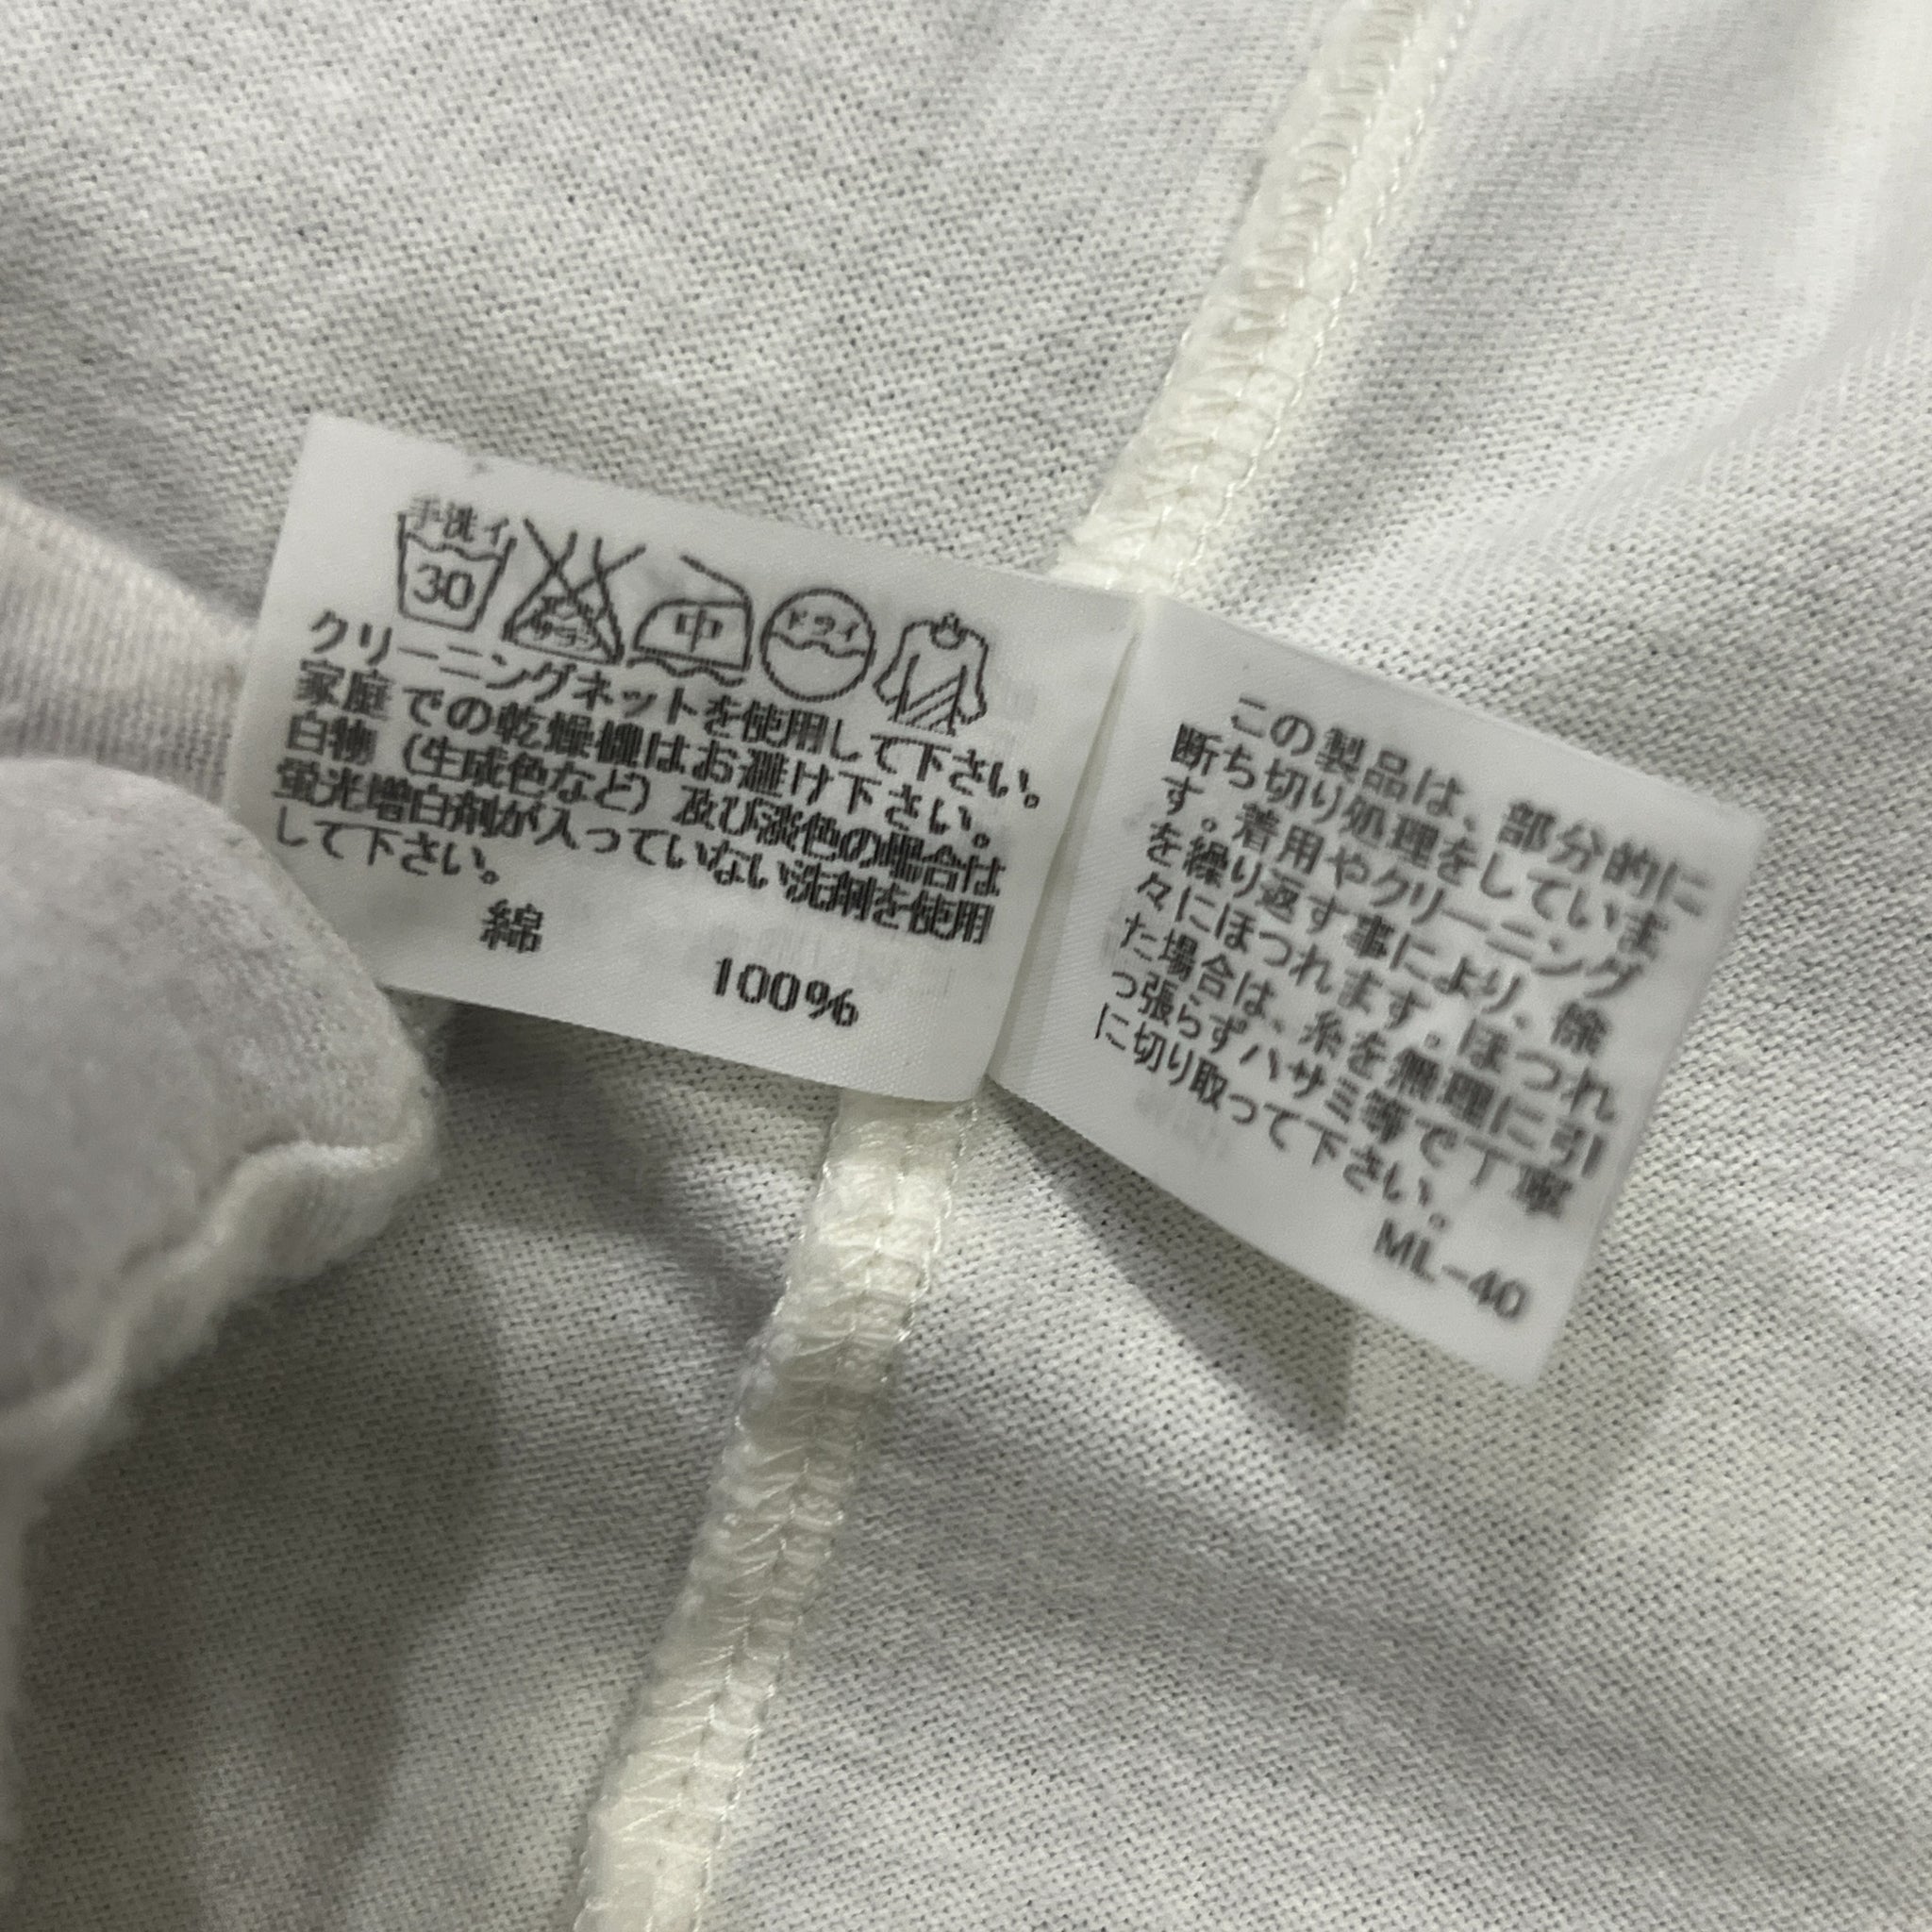 手洗イ
30
中
ドライ
クリーニングネットを使用して下さい。
家庭での乾燥機はお避け下さい。
白物（生成色など）及び淡色の場合は
蛍光増白剤が入っていない洗剤を使用
して下さい。
綿
100%
この製品は、部分的に
断ち切り処理をしていま
す。着用やクリーニング
を繰り返す事により、除
々にほつれます。ほつれ
た場合は、糸を無理に引
っ張らずハサミ等で丁寧
に切り取って下さい。
ML-40